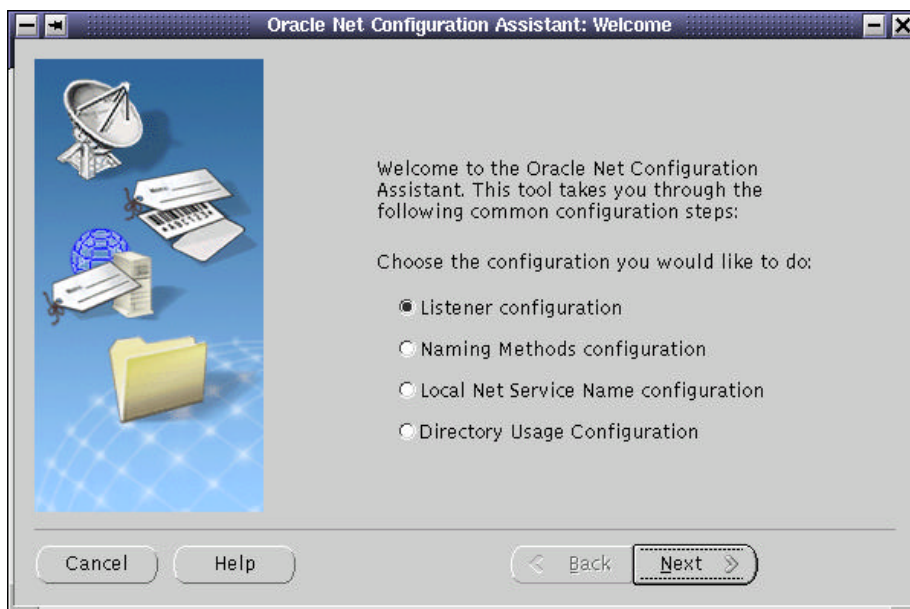 Oracle Net Configuration Assistant: Welcome
Welcome to the Oracle Net Configuration
Assistant. This tool takes you through the
following common configuration steps:
Choose the configuration you would like to do:
Listener configuration
Naming Methods configuration
Local Net Service Name configuration
Directory Usage Configuration
Cancel
Help
Back
Next